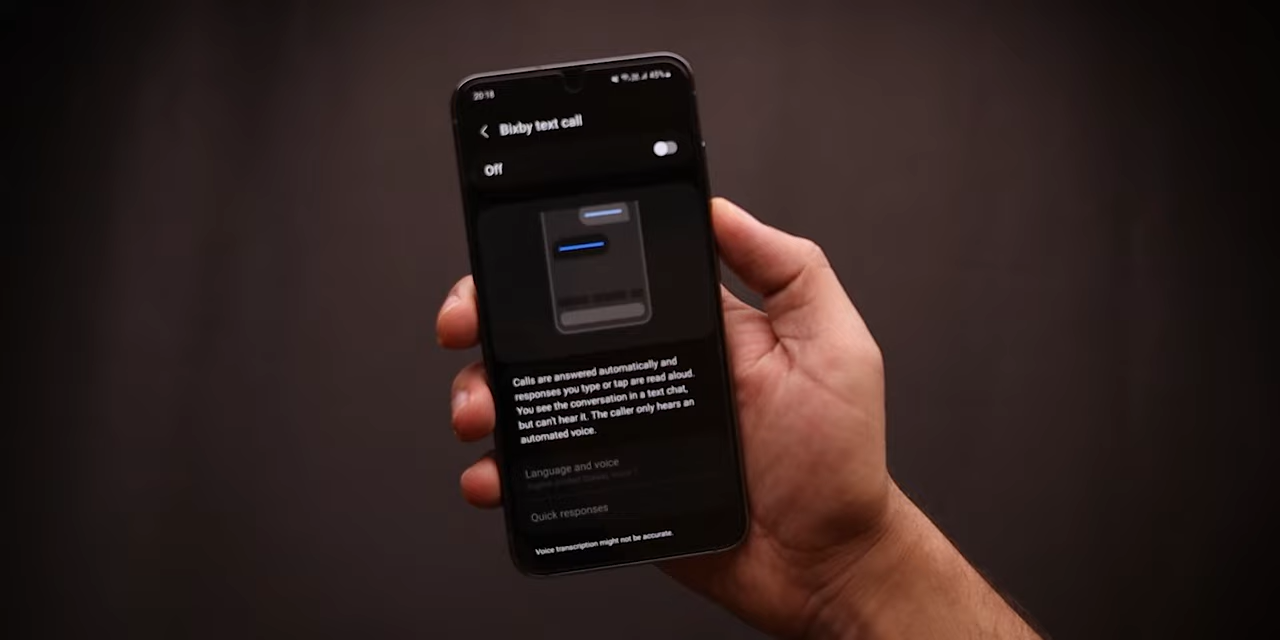 20:18
45%
Bixby text call
Off
Calls are answered automatically and
responses you type or tap are read aloud.
You see the conversation in a text chat,
but can't hear it. The caller only hears an
automated voice.
Language and voice
Quick responses
Voice transcription might not be accurate.